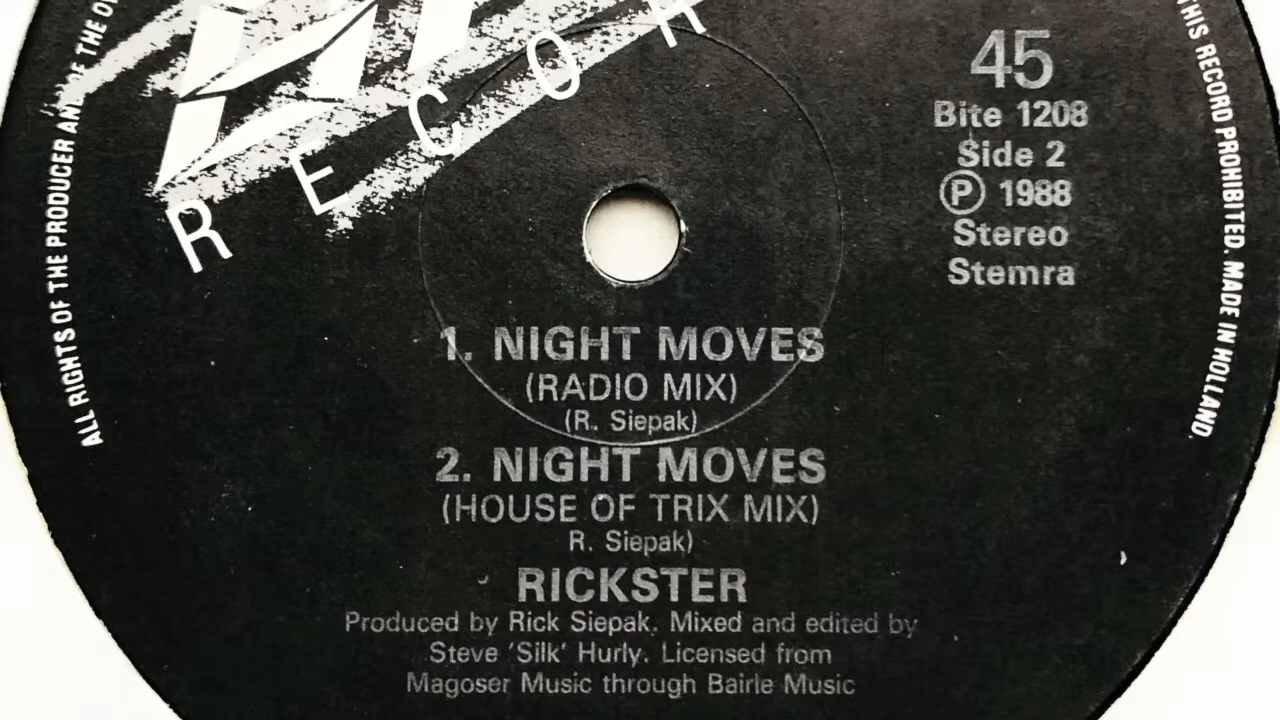 RECOR
45
Bite 1208
Side 2
Ⓟ 1988
Stereo
Stemra
1. NIGHT MOVES
(RADIO MIX)
(R. Siepak)
2. NIGHT MOVES
(HOUSE OF TRIX MIX)
R. Siepak)
RICKSTER
Produced by Rick Siepak. Mixed and edited by
Steve 'Silk' Hurly. Licensed from
Magoser Music through Bairle Music
ALL RIGHTS OF THE PRODUCER AND OF THE
THIS RECORD PROHIBITED. MADE IN HOLLAND.